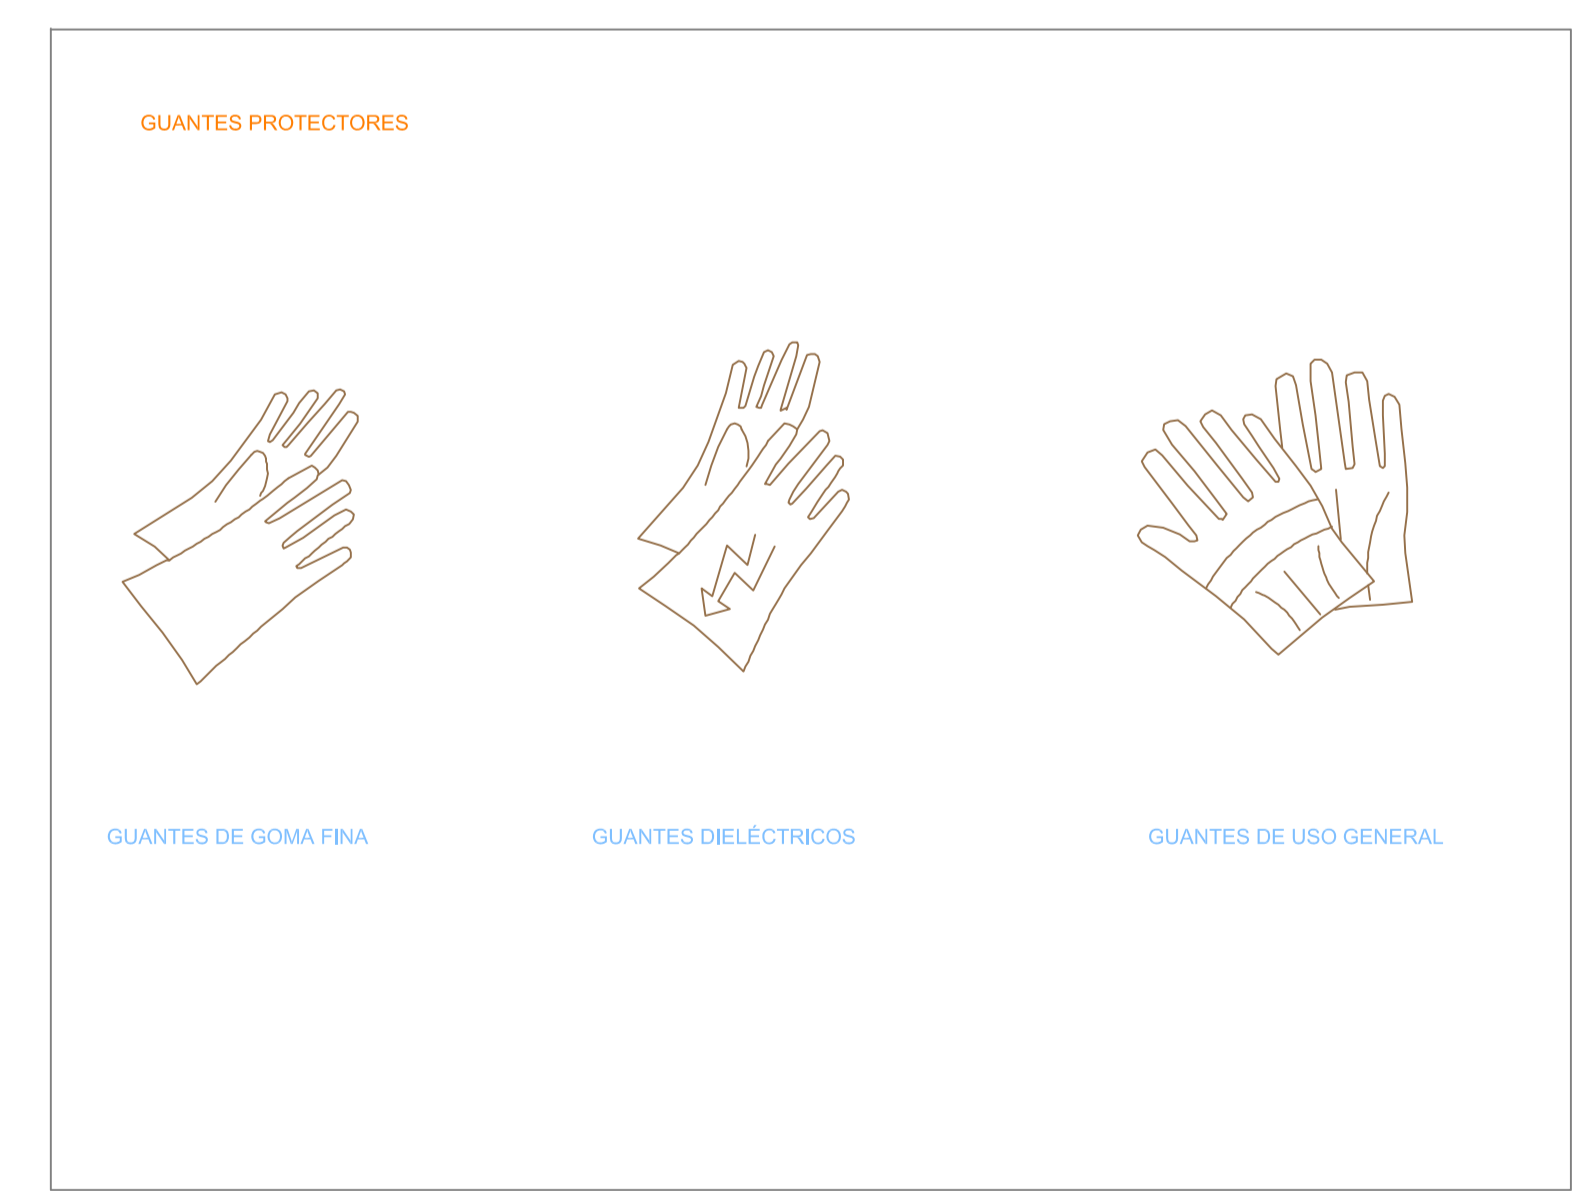 GUANTES PROTECTORES
GUANTES DE GOMA FINA
GUANTES DIELÉCTRICOS
GUANTES DE USO GENERAL